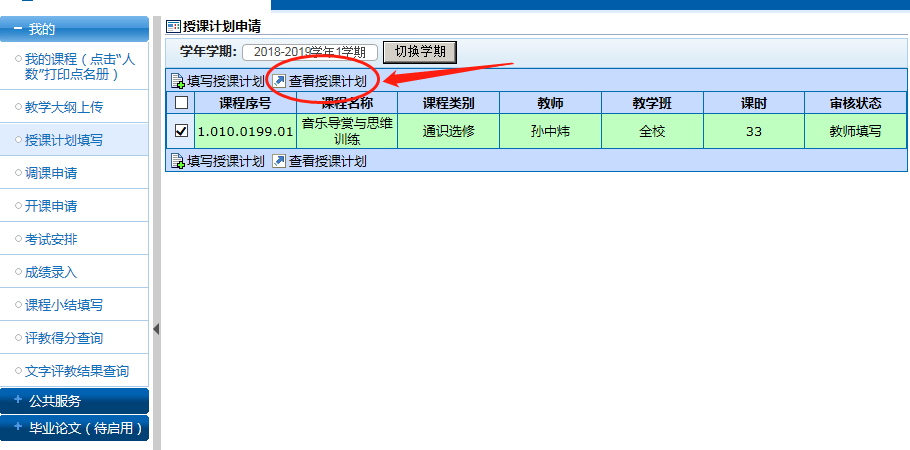 我的
我的课程（点击“人
数”打印点名册）
教学大纲上传
授课计划填写
调课申请
开课申请
考试安排
成绩录入
课程小结填写
评教得分查询
文字评教结果查询
公共服务
毕业论文（待启用）
授课计划申请
学年学期: 2018-2019学年1学期 切换学期
填写授课计划 查看授课计划
课程序号 课程名称 课程类别 教师 教学班 课时 审核状态
1.010.0199.01 音乐导赏与思维 通识选修 孙中炜 全校 33 教师填写
训练
填写授课计划 查看授课计划